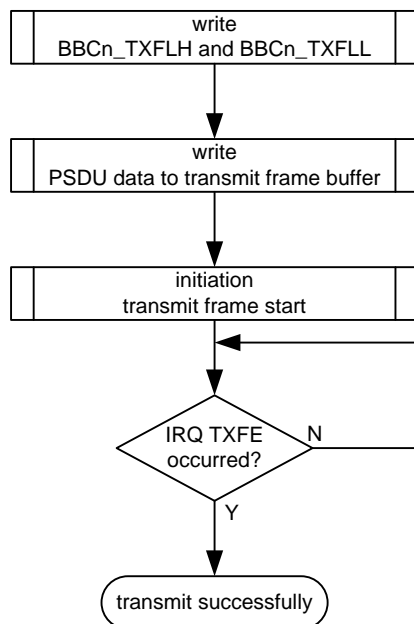 write
BBCn_TXFLH and BBCn_TXFLL
write
PSDU data to transmit frame buffer
initiation
transmit frame start
IRQ TXFE
occurred?
N
Y
transmit successfully